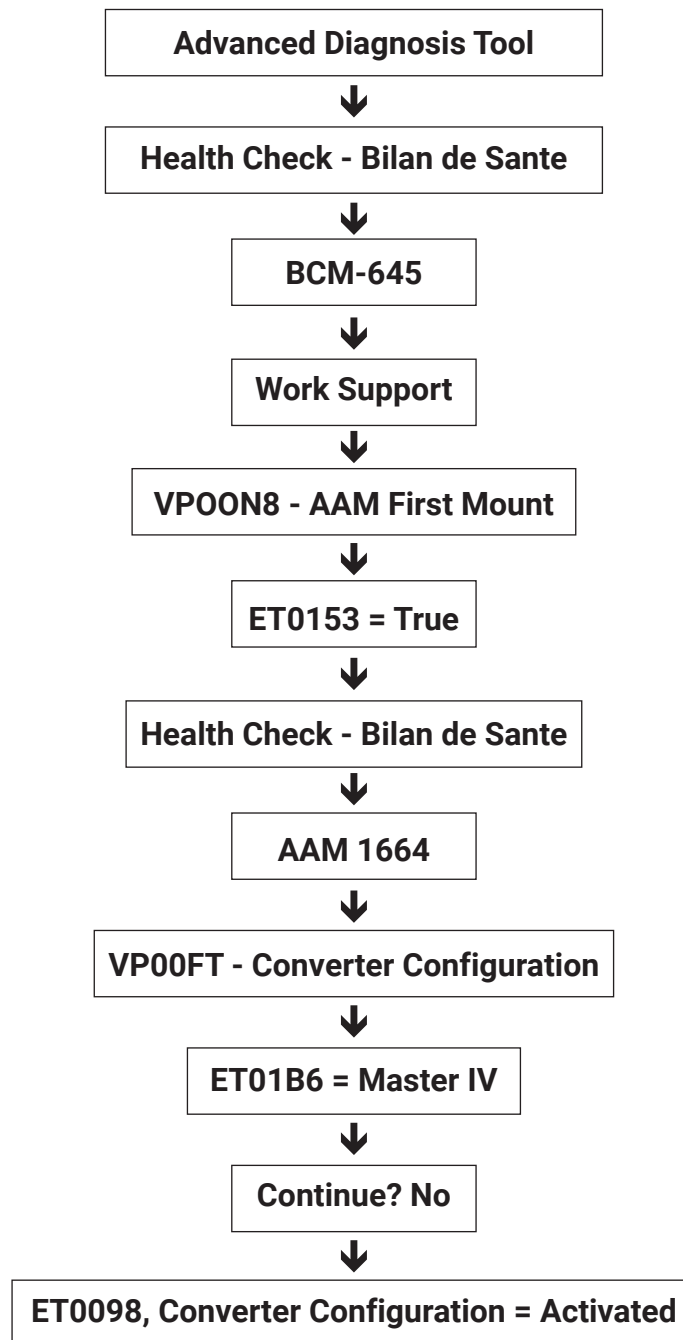 Advanced Diagnosis Tool
Health Check - Bilan de Sante
BCM-645
Work Support
VPOON8 - AAM First Mount
ET0153 = True
Health Check - Bilan de Sante
AAM 1664
VP00FT - Converter Configuration
ET01B6 = Master IV
Continue? No
ET0098, Converter Configuration = Activated